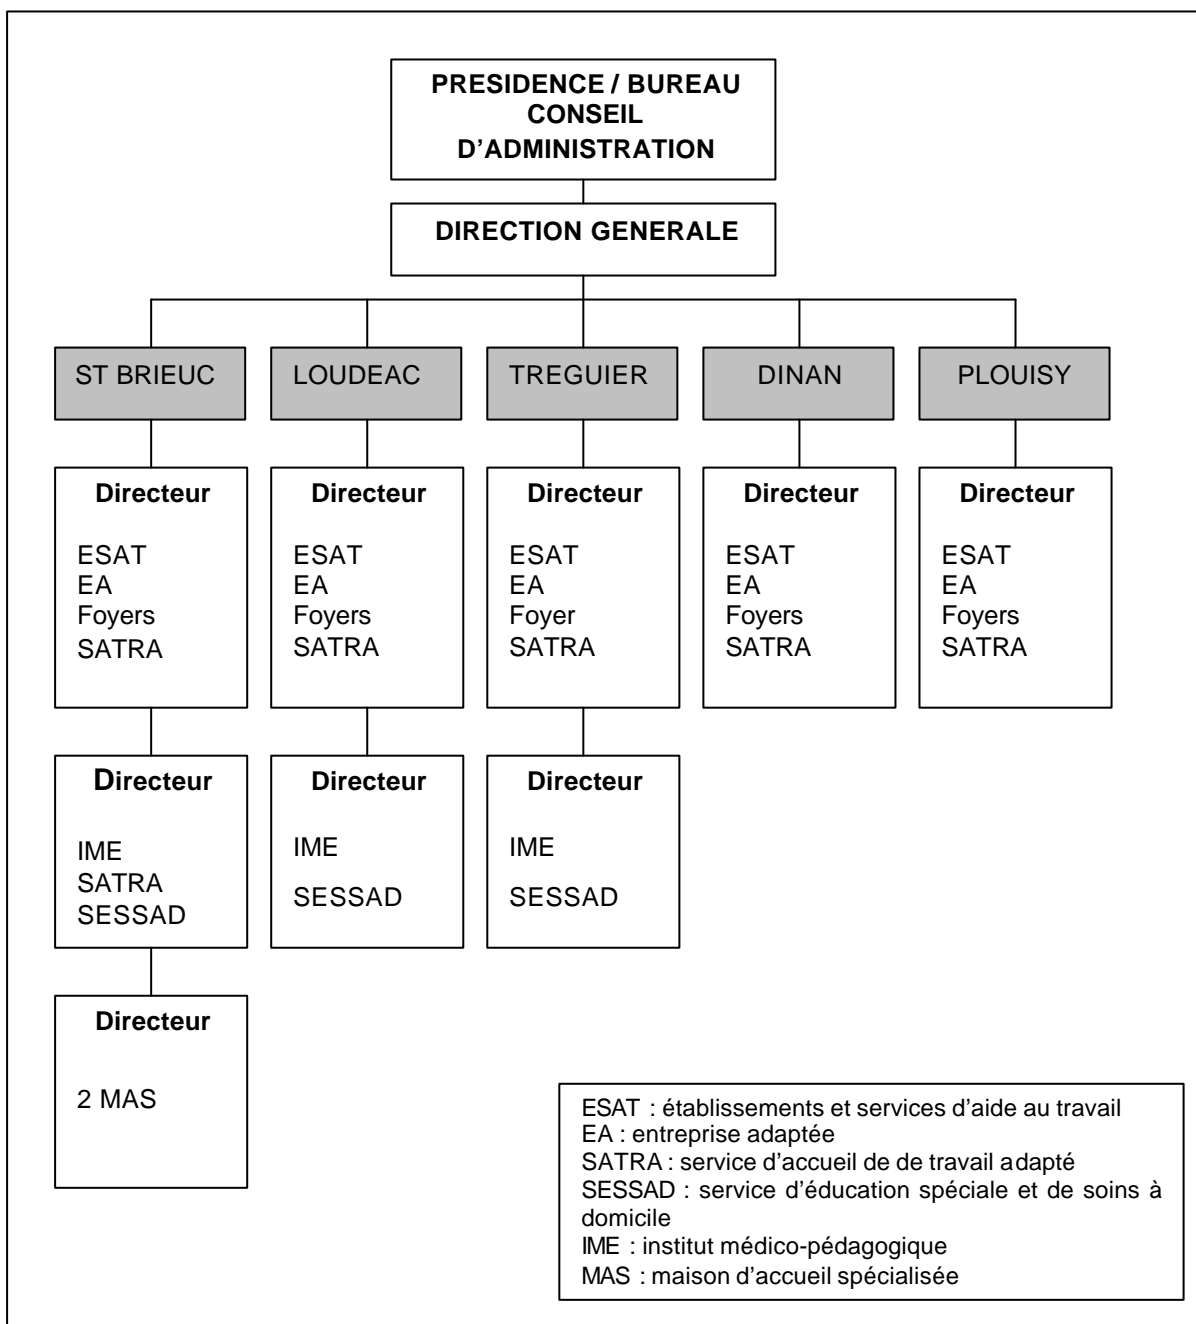 PRESIDENCE / BUREAU
CONSEIL
D'ADMINISTRATION
DIRECTION GENERALE
ST BRIEUC
LOUDEAC
TREGUIER
DINAN
PLOUISY
Directeur
ESAT
EA
Foyers
SATRA
Directeur
ESAT
EA
Foyers
SATRA
Directeur
ESAT
EA
Foyer
SATRA
Directeur
ESAT
EA
Foyers
SATRA
Directeur
ESAT
EA
Foyers
SATRA
Directeur
IME
SATRA
SESSAD
Directeur
IME
SESSAD
Directeur
IME
SESSAD
Directeur
2 MAS
ESAT : établissements et services d'aide au travail
EA : entreprise adaptée
SATRA : service d'accueil de de travail adapté
SESSAD : service d'éducation spéciale et de soins à
domicile
IME : institut médico-pédagogique
MAS : maison d'accueil spécialisée